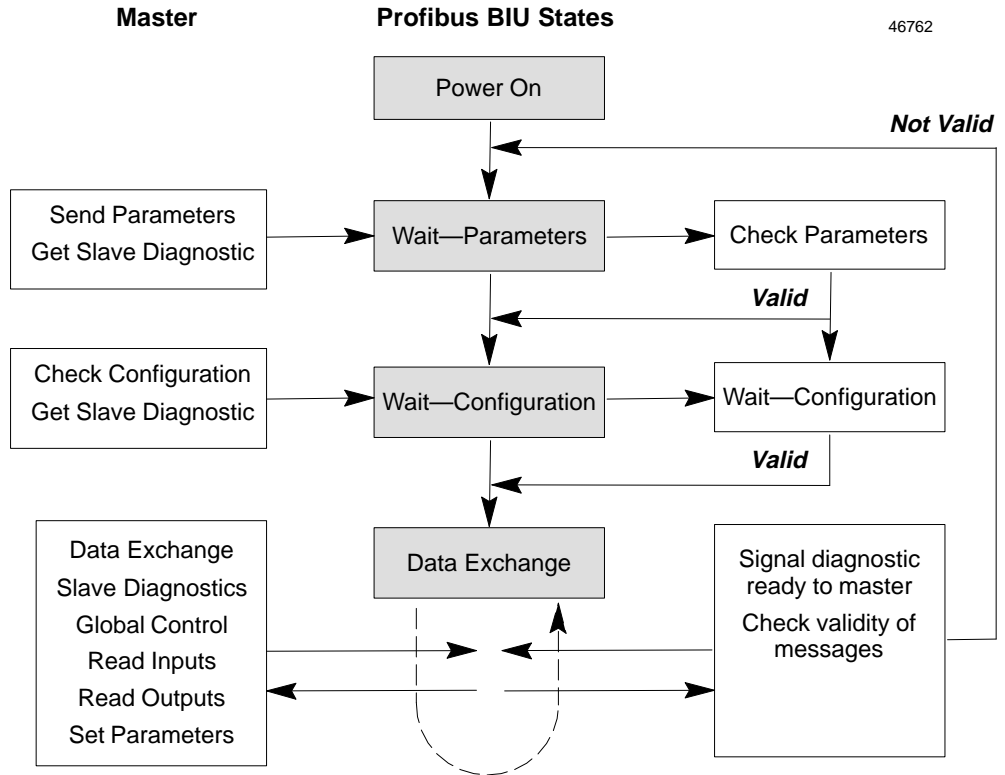 Master
Profibus BIU States
46762
Power On
Not Valid
Send Parameters
Get Slave Diagnostic
Wait—Parameters
Check Parameters
Valid
Check Configuration
Get Slave Diagnostic
Wait—Configuration
Wait—Configuration
Valid
Data Exchange
Slave Diagnostics
Global Control
Read Inputs
Read Outputs
Set Parameters
Data Exchange
Signal diagnostic
ready to master
Check validity of
messages